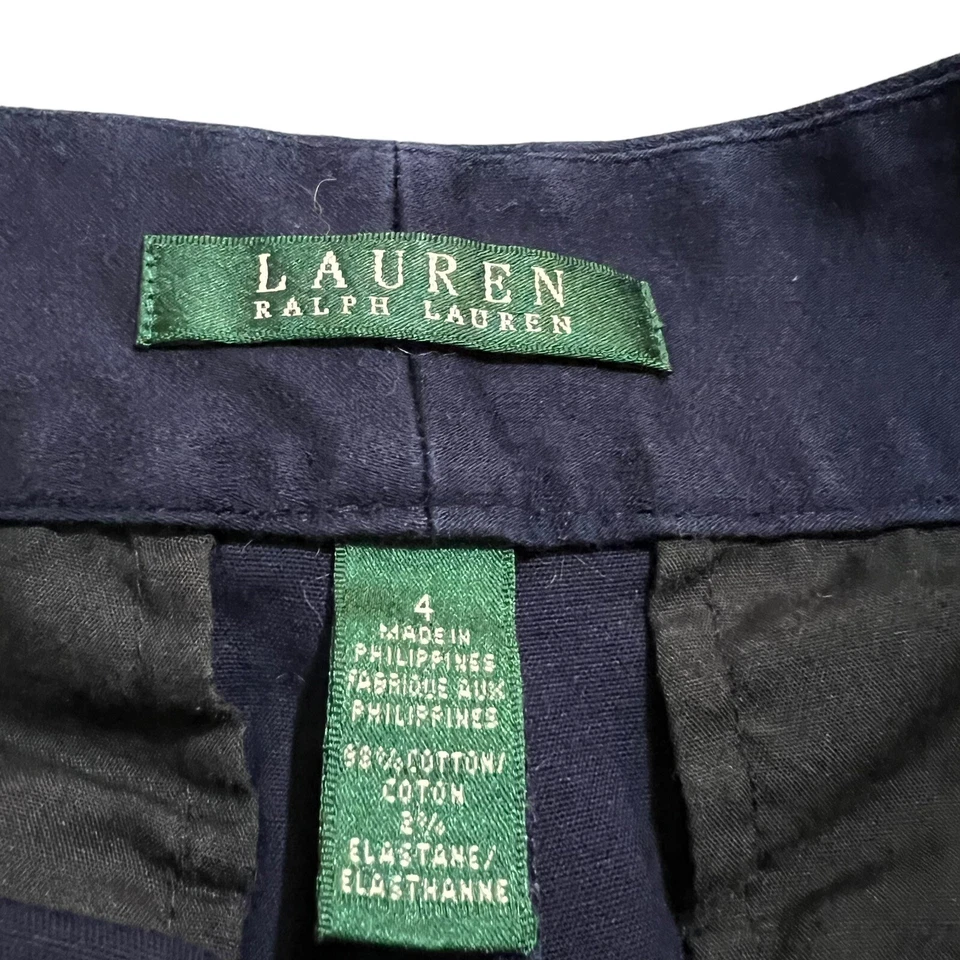 LAUREN
RALPH LAUREN
4
MADE IN
PHILIPPINES
FABRIQUE AUX
PHILIPPINES
98% COTTON/
COTON
2%
ELASTANE/
ELASTHANNE